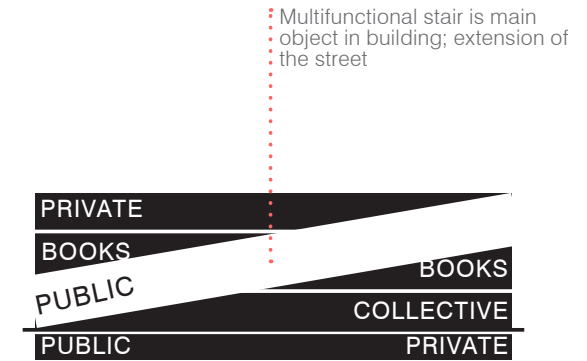 Multifunctional stair is main
object in building; extension of
the street
PRIVATE
BOOKS
BOOKS
PUBLIC
COLLECTIVE
PUBLIC
PRIVATE